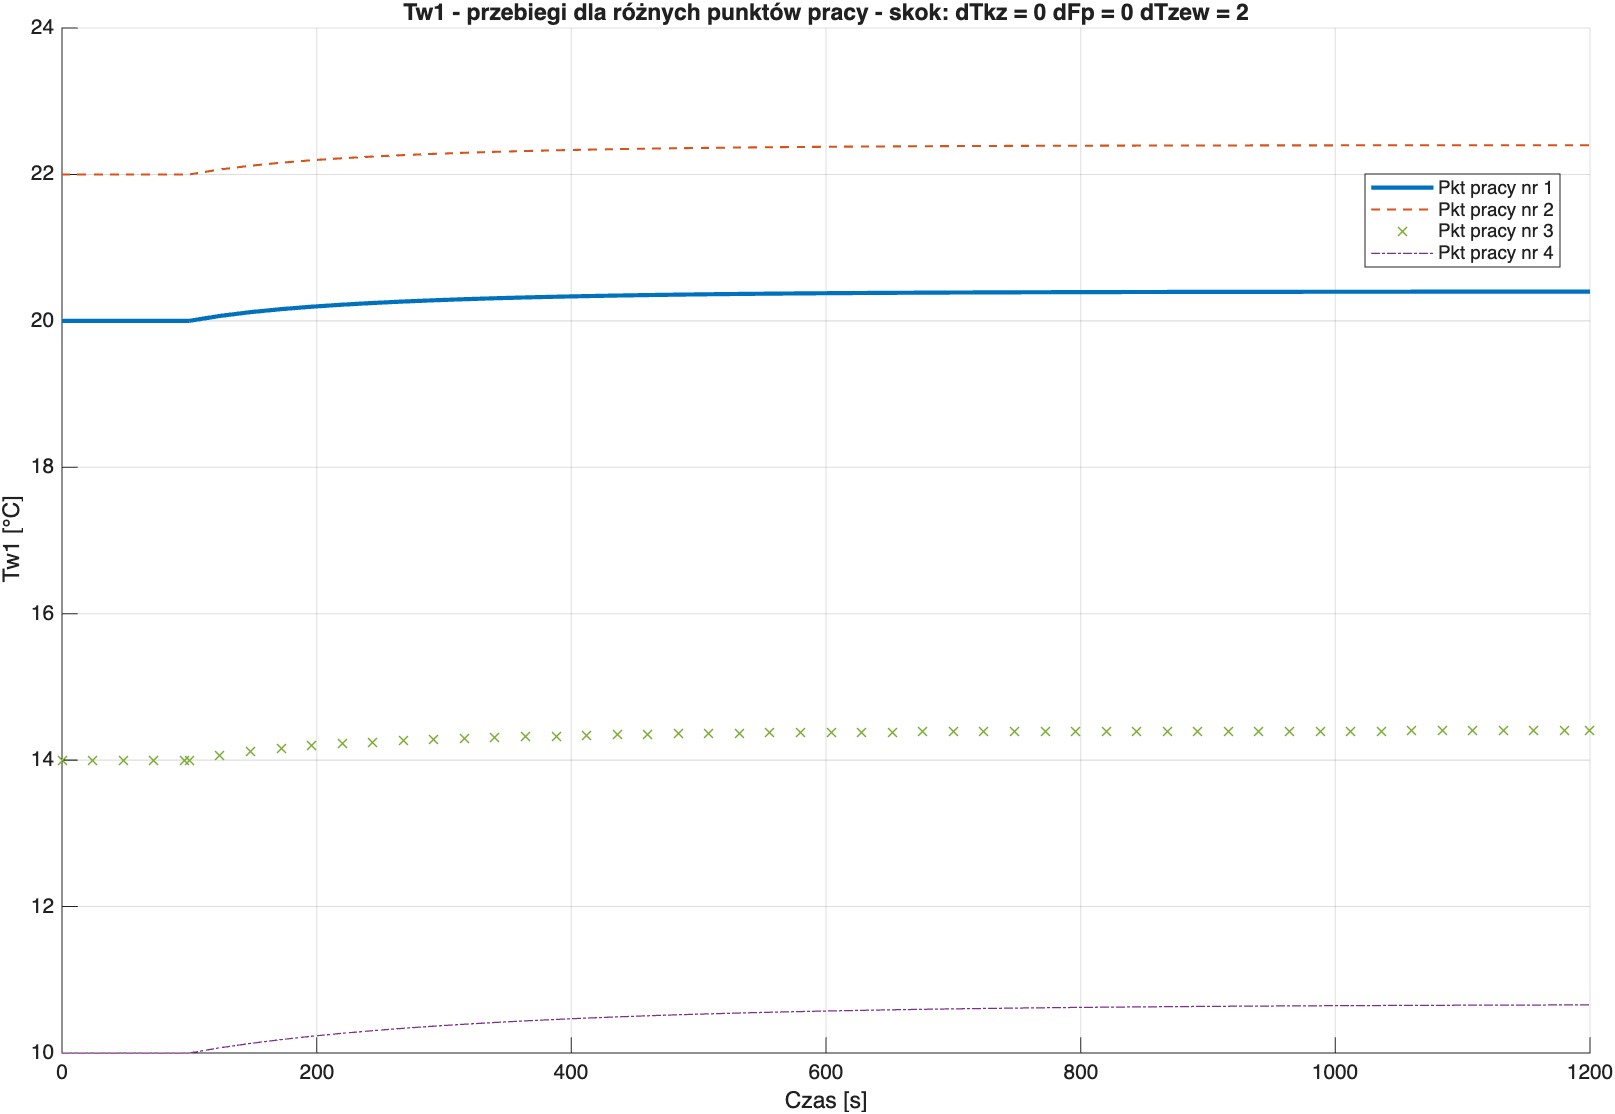 Tw1 - przebiegi dla różnych punktów pracy - skok: dTkz = 0 dFp = 0 dTzew = 2
24
22
20
18
16
14
12
10
Tw1 [°C]
Pkt pracy nr 1
Pkt pracy nr 2
Pkt pracy nr 3
Pkt pracy nr 4
0 200 400 600 800 1000 1200
Czas [s]